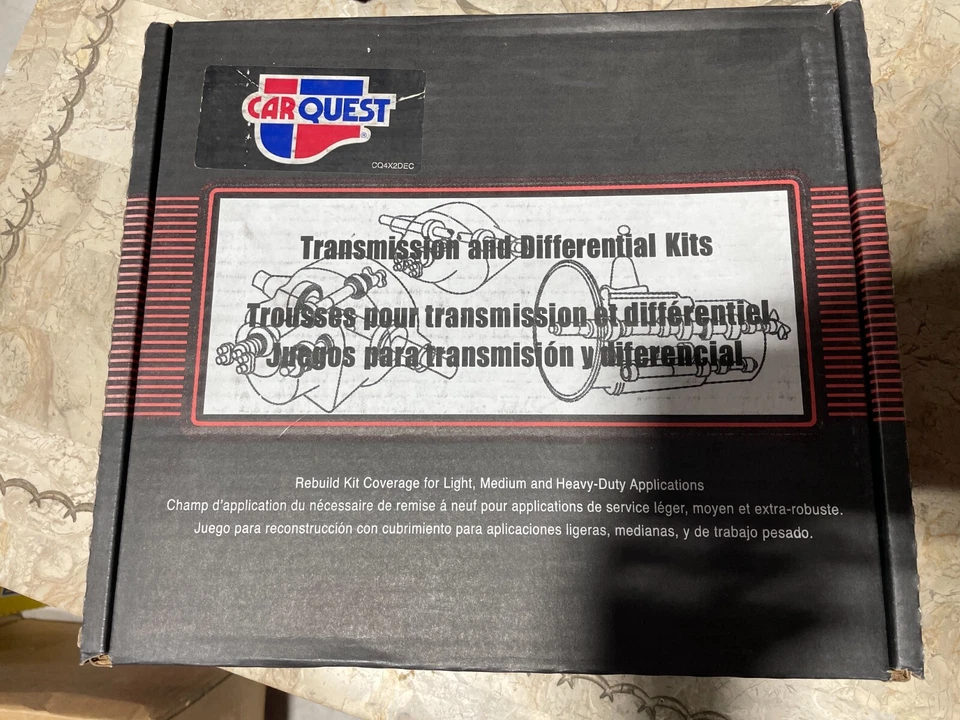 CARQUEST
®
CQ4X2DEC
Transmission and Differential Kits
Trousses pour transmission et différentiel
Juegos para transmisión y diferencial
Rebuild Kit Coverage for Light, Medium and Heavy-Duty Applications
Champ d'application du nécessaire de remise á neuf pour applications de service léger, moyen et extra-robuste.
Juego para reconstrucción con cubrimiento para aplicaciones ligeras, medianas, y de trabajo pesado.